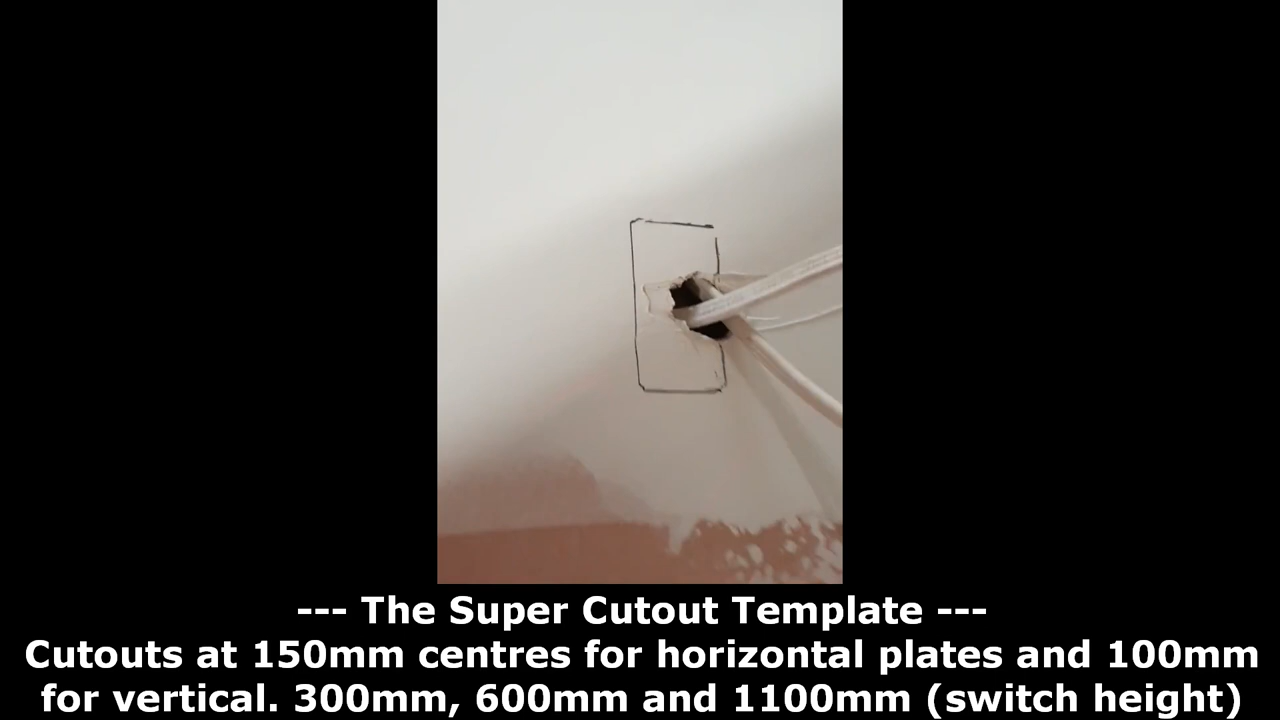 --- The Super Cutout Template ---
Cutouts at 150mm centres for horizontal plates and 100mm
for vertical. 300mm, 600mm and 1100mm (switch height)